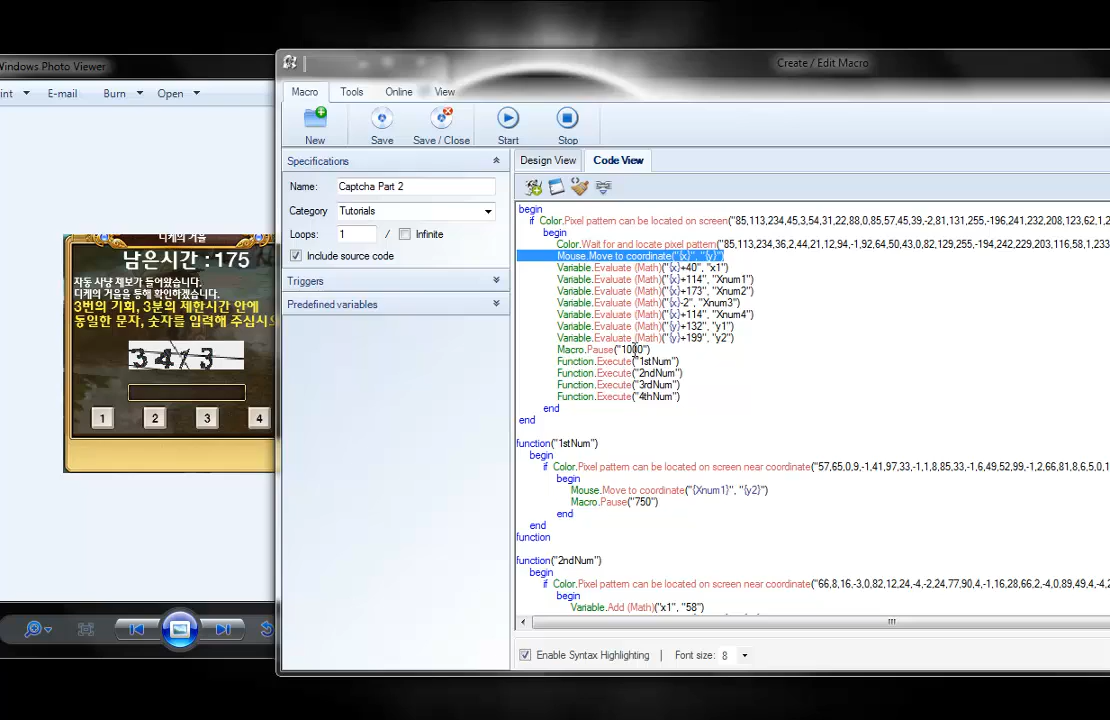 Windows Photo Viewer
Create / Edit Macro
E-mail
Burn
Open
Macro
Tools
Online
View
New
Save
Save / Close
Start
Stop
Specifications
Name:
Captcha Part 2
Category
Tutorials
Loops:
1
/
Infinite
Include source code
Triggers
Predefined variables
디케의 거울
남은시간 : 175
자동 사냥 제보가 들어왔습니다.
디케의 거울을 통해 확인하겠습니다.
3번의 기회, 3분의 제한시간 안에
동일한 문자, 숫자를 입력해 주십시오
3413
1
2
3
4
Design View
Code View
begin
if Color.Pixel pattern can be located on screen("85,113,234,45,3,54,31,22,88,0,85,57,45,39,-2,81,131,255,-196,241,232,208,123,62,1,2
begin
Color.Wait for and locate pixel pattern("85,113,234,36,2,44,21,12,94,-1,92,64,50,43,0,82,129,255,-194,242,229,203,116,58,1,233
Mouse.Move to coordinate("{x}", "{y}")
Variable.Evaluate (Math)("{x}+40", "x1")
Variable.Evaluate (Math)("{x}+114", "Xnum1")
Variable.Evaluate (Math)("{x}+173", "Xnum2")
Variable.Evaluate (Math)("{x}-2", "Xnum3")
Variable.Evaluate (Math)("{x}+114", "Xnum4")
Variable.Evaluate (Math)("{y}+132", "y1")
Variable.Evaluate (Math)("{y}+199", "y2")
Macro.Pause("1000")
Function.Execute("1stNum")
Function.Execute("2ndNum")
Function.Execute("3rdNum")
Function.Execute("4thNum")
end
end
function("1stNum")
begin
if Color.Pixel pattern can be located on screen near coordinate("57,65,0,9,-1,41,97,33,-1,1,8,85,33,-1,6,49,52,99,-1,2,66,81,8,6,5,0,1
begin
Mouse.Move to coordinate("{Xnum1}", "{y2}")
Macro.Pause("750")
end
end
function
function("2ndNum")
begin
if Color.Pixel pattern can be located on screen near coordinate("66,8,16,-3,0,82,12,24,-4,-2,24,77,90,4,-1,16,28,66,2,-4,0,89,49,4,-2
begin
Variable.Add (Math)("x1", "58")
Enable Syntax Highlighting
Font size:
8